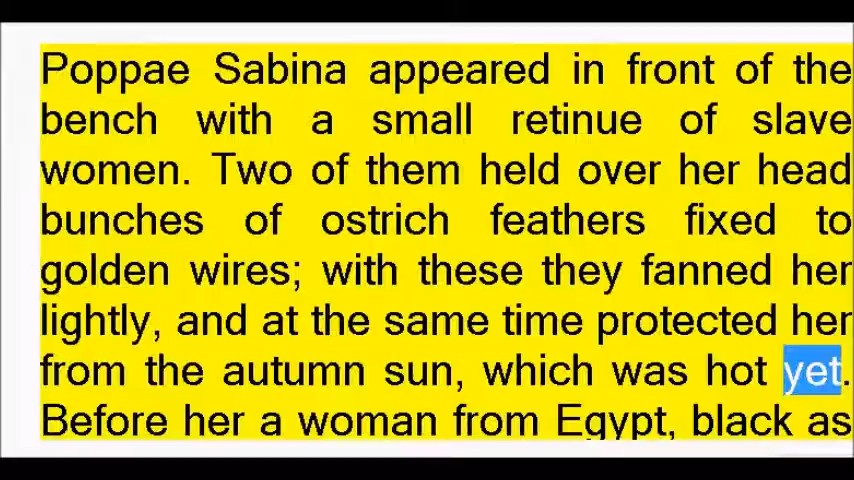 Poppae Sabina appeared in front of the
bench with a small retinue of slave
women. Two of them held over her head
bunches of ostrich feathers fixed to
golden wires; with these they fanned her
lightly, and at the same time protected her
from the autumn sun, which was hot yet.
Before her a woman from Egypt, black as